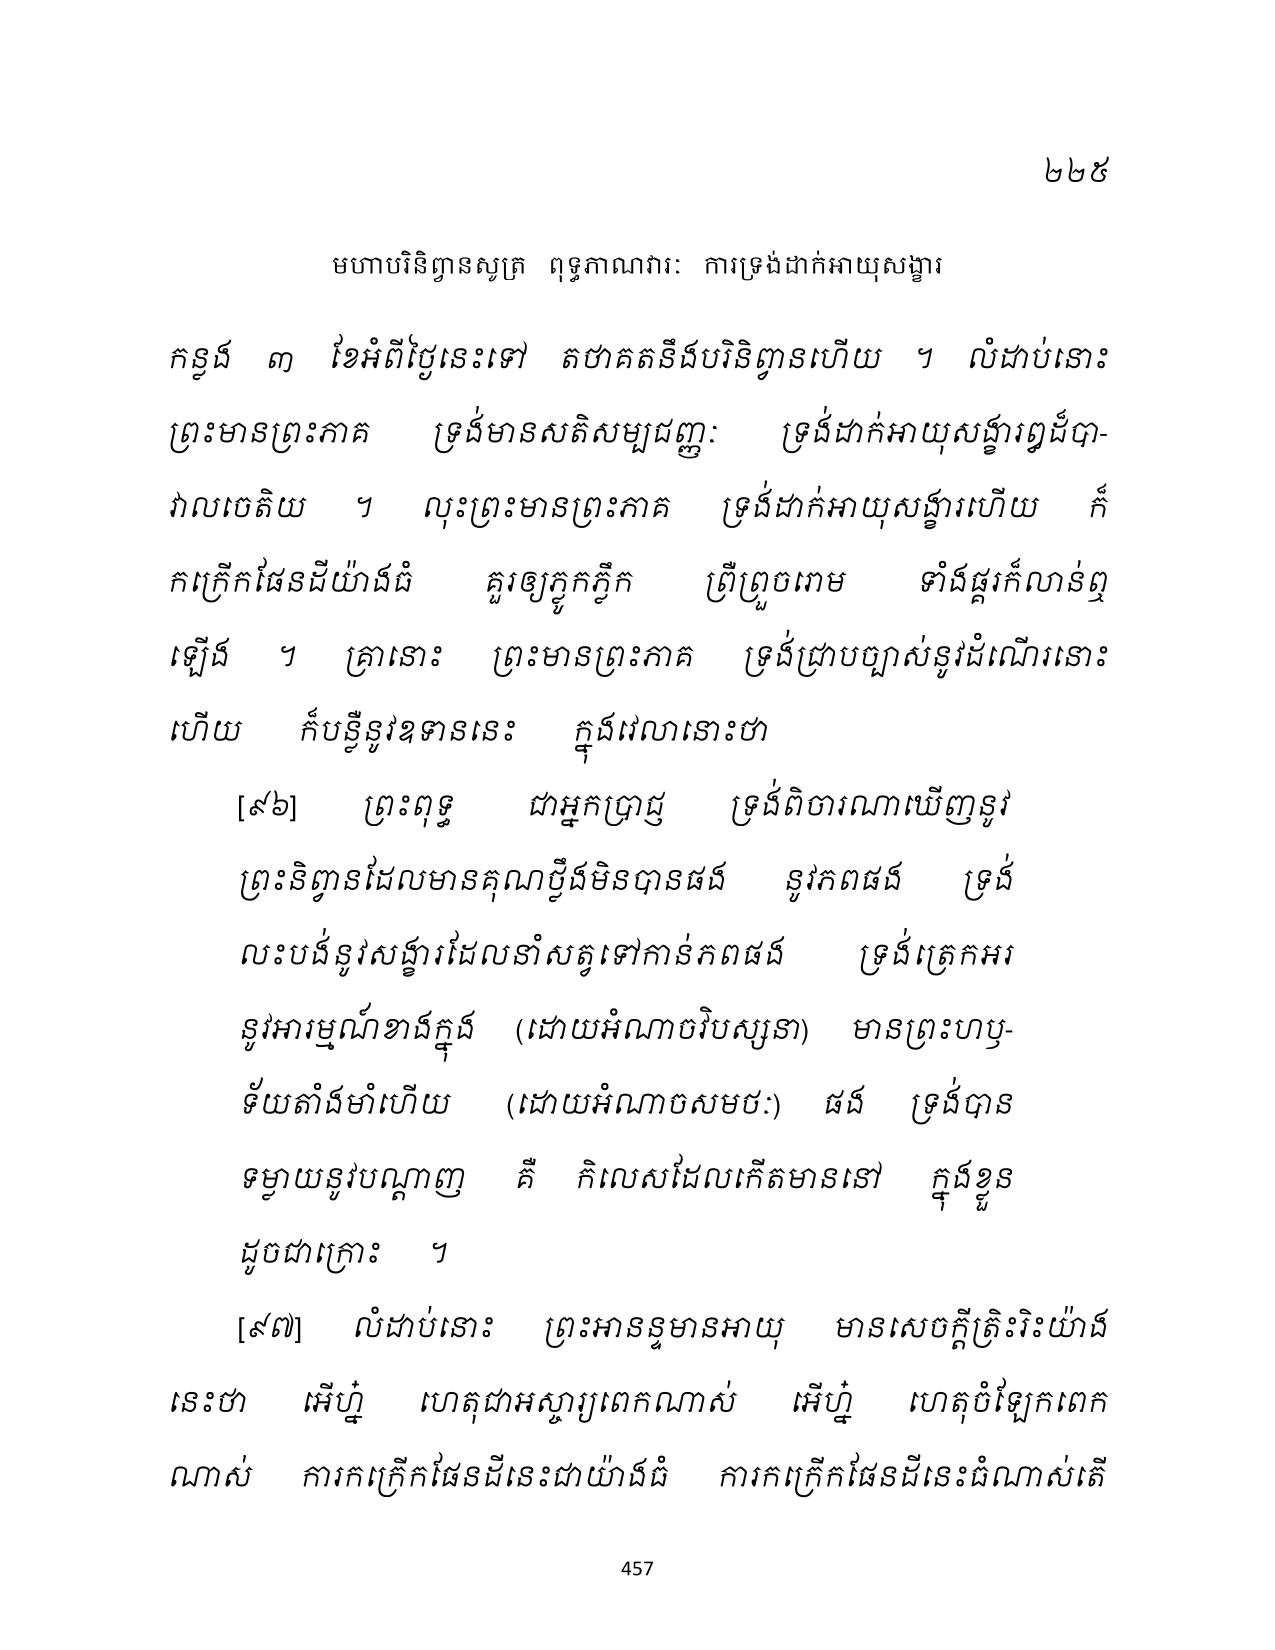 ២២៥
មហាបរិនិព្វានសូត្រ ពុទ្ធភាណវារៈ ការទ្រង់ដាក់អាយុសង្ខារ
កន្លង ៣ ខែអំពីថ្ងៃនេះទៅ តថាគតនឹងបរិនិព្វានហើយ ។ លំដាប់នោះ
ព្រះមានព្រះភាគ ទ្រង់មានសតិសម្បជញ្ញៈ ទ្រង់ដាក់អាយុសង្ខារឰដ៏បា-
វាលចេតិយ ។ លុះព្រះមានព្រះភាគ ទ្រង់ដាក់អាយុសង្ខារហើយ ក៏
កក្រើកផែនដីយ៉ាងធំ គួរឲ្យភ្លូកភ្លឹក ព្រឺព្រួចរោម ទាំងផ្គរក៏លាន់ឮ
ឡើង ។ គ្រានោះ ព្រះមានព្រះភាគ ទ្រង់ជ្រាបច្បាស់នូវដំណើរនោះ
ហើយ ក៏បន្លឺនូវឧទាននេះ ក្នុងវេលានោះថា
[៩៦] ព្រះពុទ្ធ ជាអ្នកប្រាជ្ញ ទ្រង់ពិចារណាឃើញនូវ
ព្រះនិព្វានដែលមានគុណថ្លឹងមិនបានផង នូវភពផង ទ្រង់
លះបង់នូវសង្ខារដែលនាំសត្វទៅកាន់ភពផង ទ្រង់ត្រេកអរ
នូវអារម្មណ៍ខាងក្នុង (ដោយអំណាចវិបស្សនា) មានព្រះហឫ-
ទ័យតាំងមាំហើយ (ដោយអំណាចសមថៈ) ផង ទ្រង់បាន
ទម្លាយនូវបណ្តាញ គឺ កិលេសដែលកើតមាននៅ ក្នុងខ្លួន
ដូចជាក្រោះ ។
[៩៧] លំដាប់នោះ ព្រះអានន្ទមានអាយុ មានសេចក្តីត្រិះរិះយ៉ាង
នេះថា អើហ្ន៎ ហេតុជាអស្ចារ្យពេកណាស់ អើហ្ន៎ ហេតុចំឡែកពេក
ណាស់ ការកក្រើកផែនដីនេះជាយ៉ាងធំ ការកក្រើកផែនដីនេះធំណាស់តើ
457